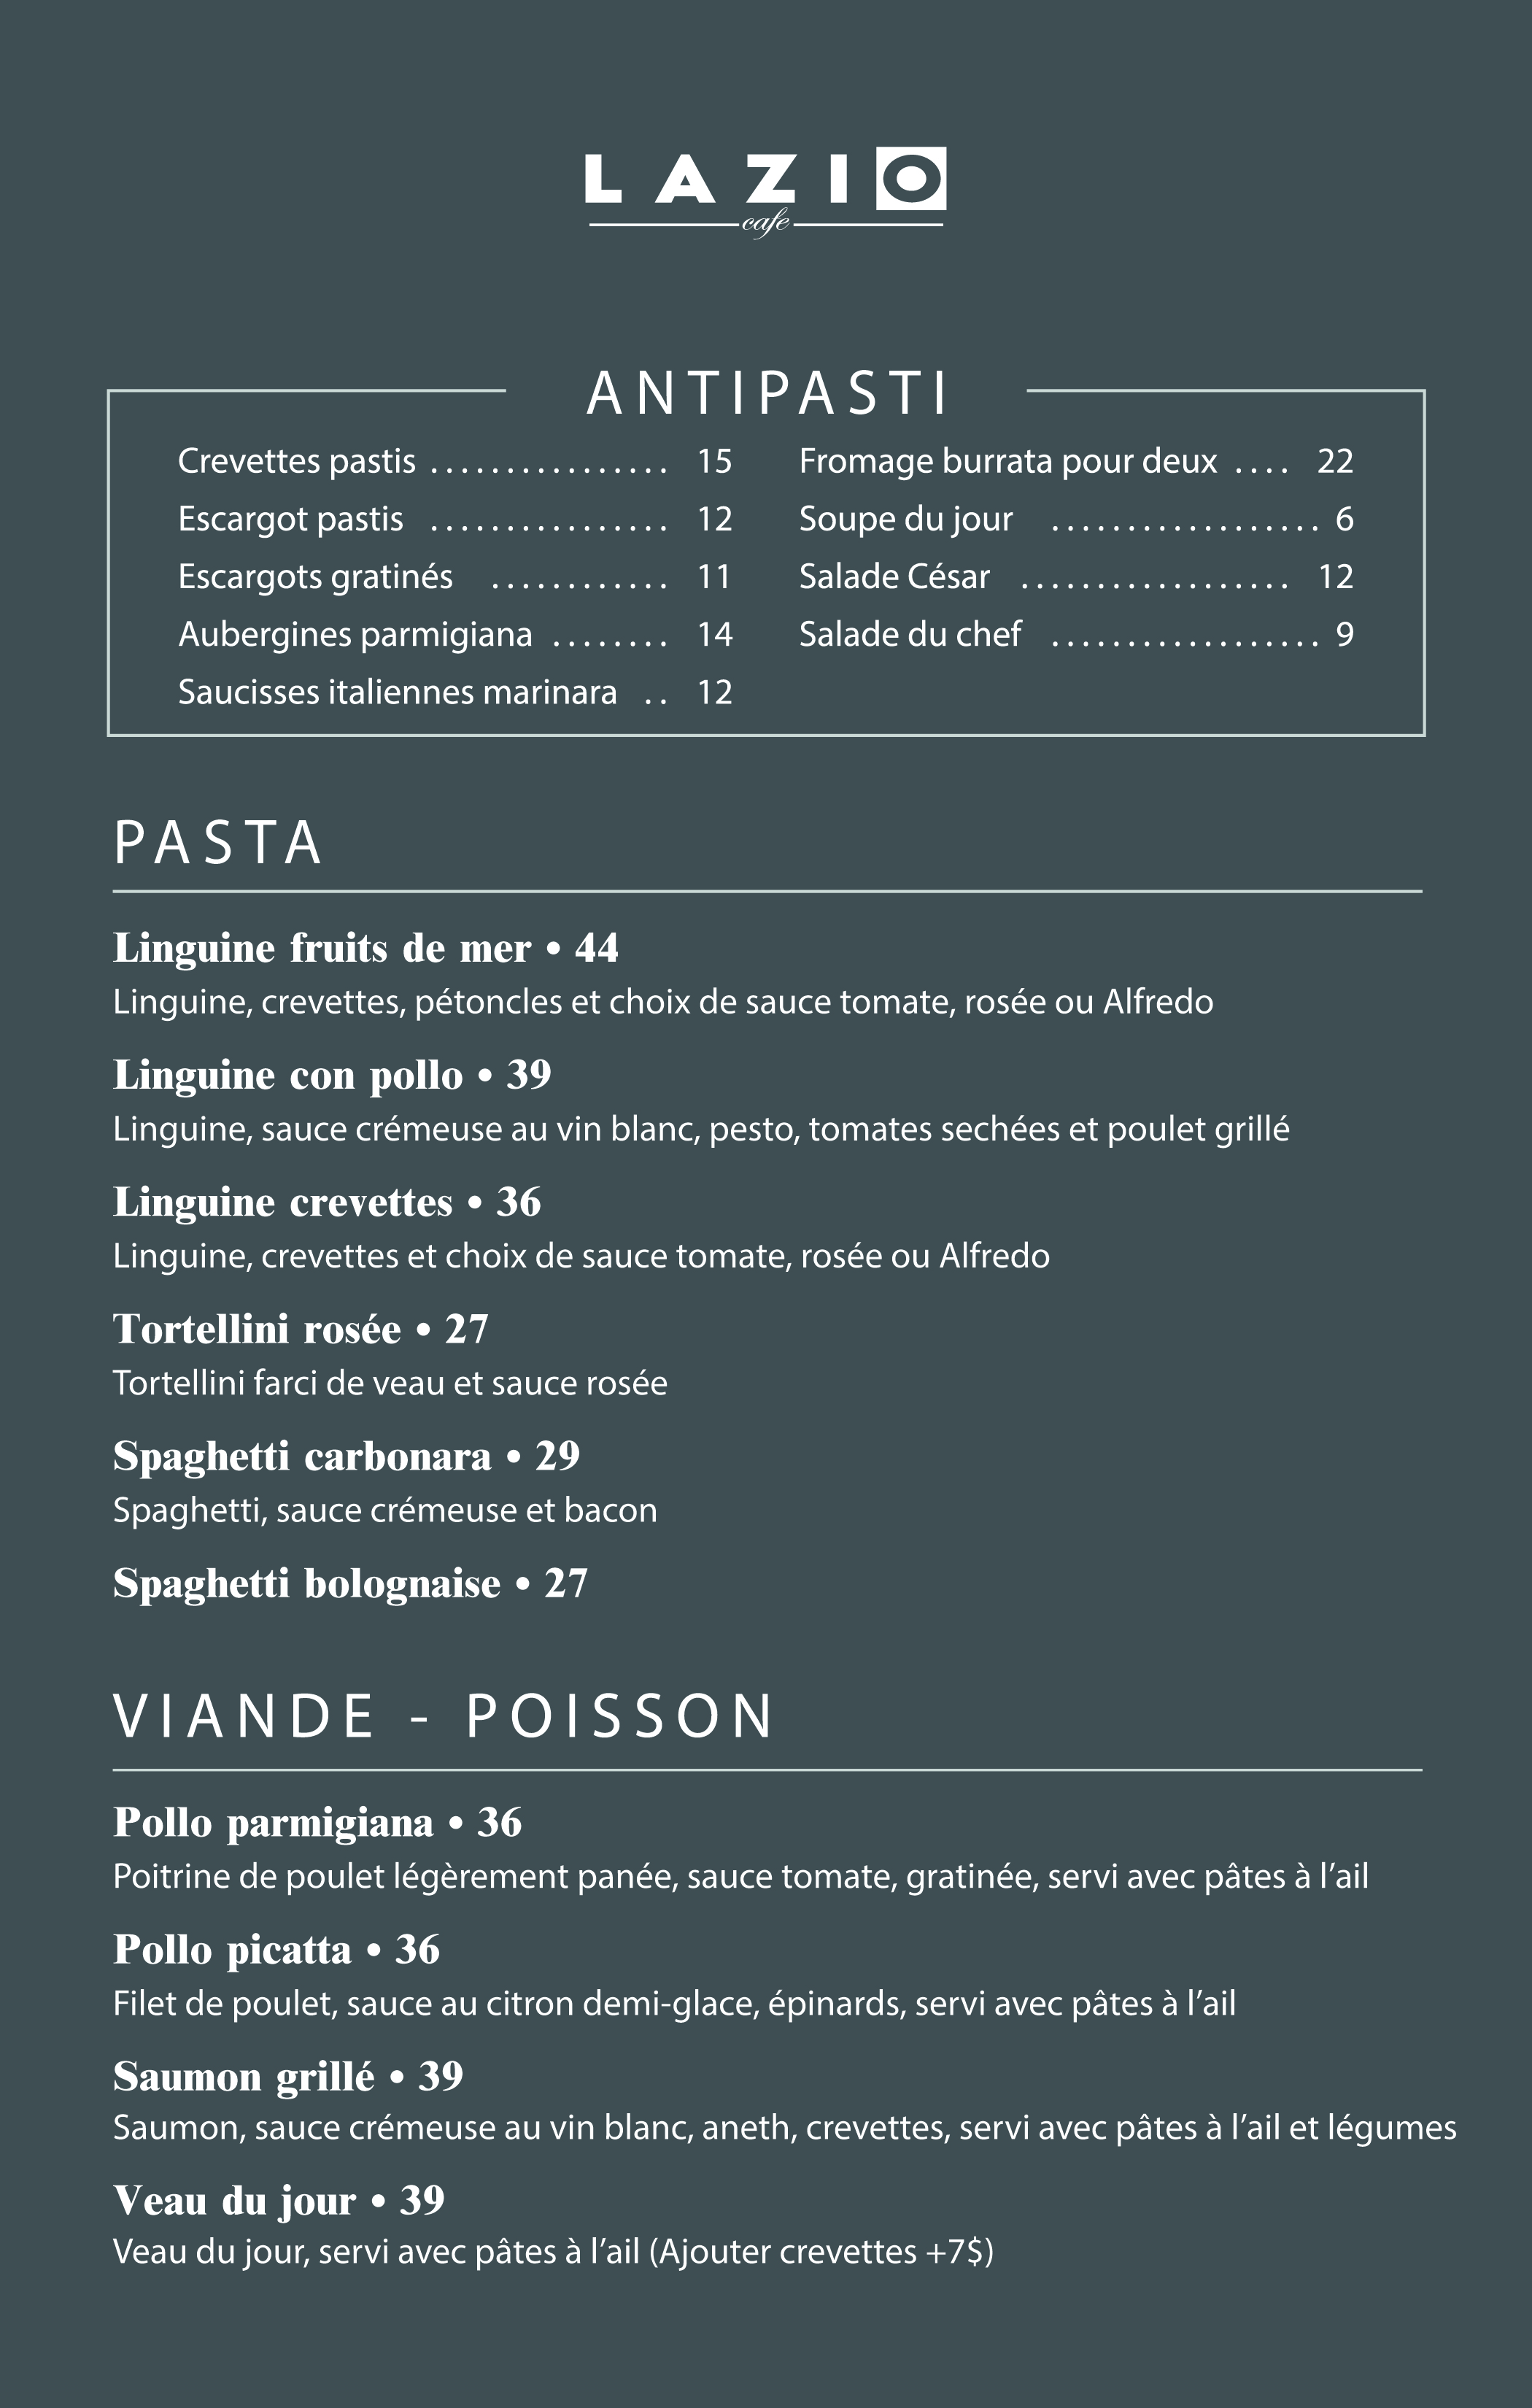 LAZIO
cafe
ANTIPASTI
Crevettes pastis ................ 15
Escargot pastis ................ 12
Escargots gratinés ............ 11
Aubergines parmigiana ........ 14
Saucisses italiennes marinara .. 12
Fromage burrata pour deux .... 22
Soupe du jour .................. 6
Salade César .................. 12
Salade du chef .................. 9
PASTA
Linguine fruits de mer • 44
Linguine, crevettes, pétoncles et choix de sauce tomate, rosée ou Alfredo
Linguine con pollo • 39
Linguine, sauce crémeuse au vin blanc, pesto, tomates sechées et poulet grillé
Linguine crevettes • 36
Linguine, crevettes et choix de sauce tomate, rosée ou Alfredo
Tortellini rosée • 27
Tortellini farci de veau et sauce rosée
Spaghetti carbonara • 29
Spaghetti, sauce crémeuse et bacon
Spaghetti bolognaise • 27
VIANDE - POISSON
Pollo parmigiana • 36
Poitrine de poulet légèrement panée, sauce tomate, gratinée, servi avec pâtes à l’ail
Pollo picatta • 36
Filet de poulet, sauce au citron demi-glace, épinards, servi avec pâtes à l’ail
Saumon grillé • 39
Saumon, sauce crémeuse au vin blanc, aneth, crevettes, servi avec pâtes à l’ail et légumes
Veau du jour • 39
Veau du jour, servi avec pâtes à l’ail (Ajouter crevettes +7$)